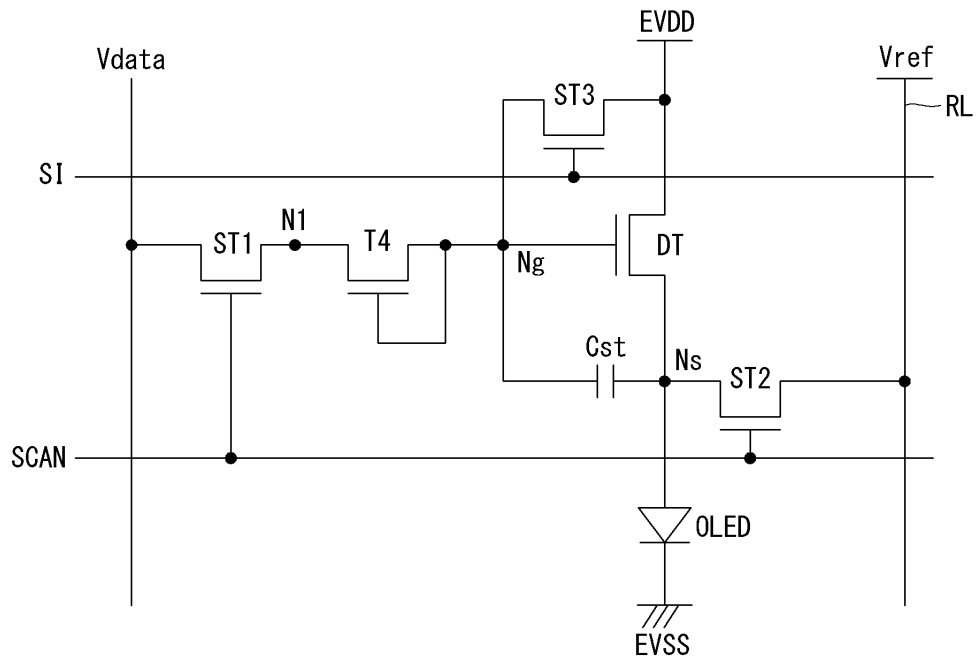 EVDD
Vdata
Vref
ST3
RL
SI
N1
ST1
T4
DT
Ng
Cst
Ns
ST2
SCAN
OLED
EVSS